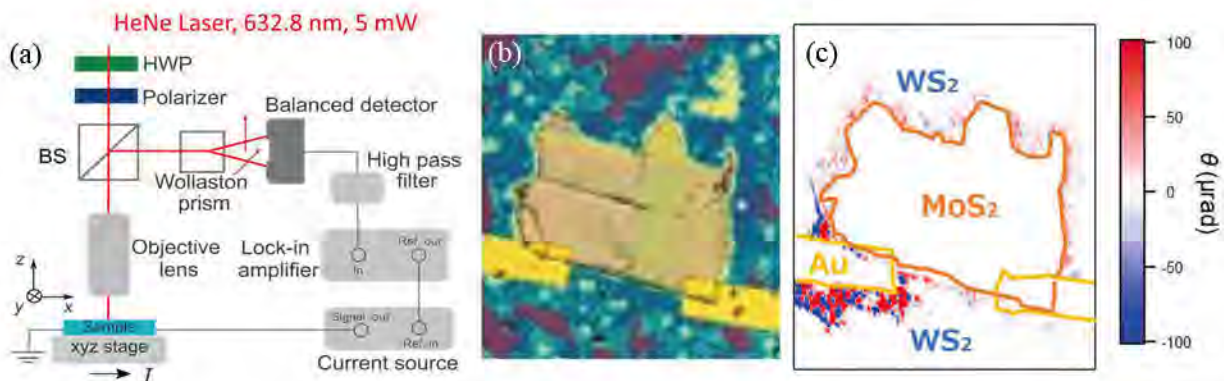 HeNe Laser, 632.8 nm, 5 mW
(a)
HWP
Polarizer
BS
Wollaston
prism
Balanced detector
High pass
filter
Objective
lens
Lock-in
amplifier
In
Ref. out
Signal out
Ref. in
Current source
z
y
x
Sample
xyz stage
I
(b)
(c)
WS₂
MoS₂
Au
WS₂
100
50
0
-50
-100
θ (μrad)